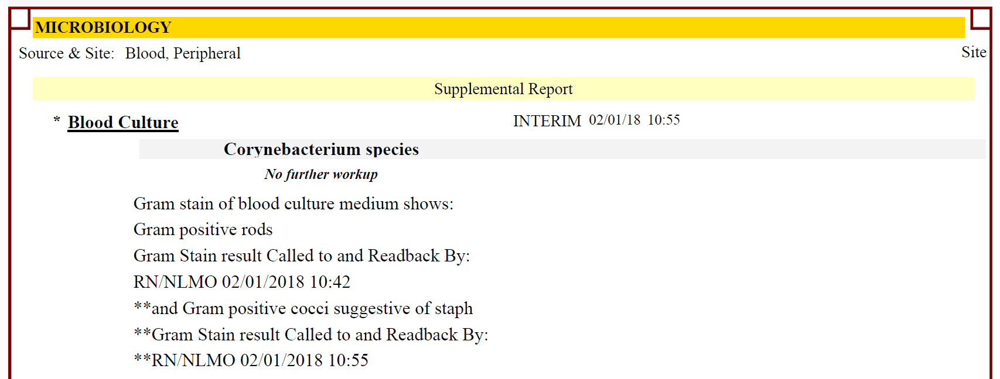 MICROBIOLOGY
Source & Site: Blood, Peripheral Site
Supplemental Report
* Blood Culture INTERIM 02/01/18 10:55
Corynebacterium species
No further workup
Gram stain of blood culture medium shows:
Gram positive rods
Gram Stain result Called to and Readback By:
RN/NLMO 02/01/2018 10:42
**and Gram positive cocci suggestive of staph
**Gram Stain result Called to and Readback By:
**RN/NLMO 02/01/2018 10:55